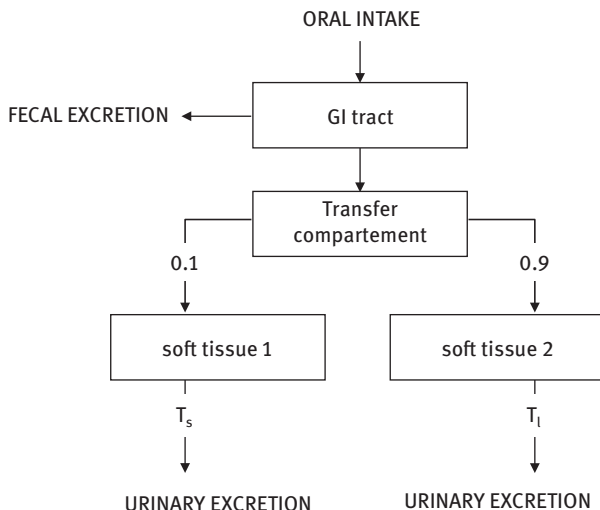 ORAL INTAKE
FECAL EXCRETION
GI tract
Transfer
compartement
0.1
0.9
soft tissue 1
soft tissue 2
Ts
Tl
URINARY EXCRETION
URINARY EXCRETION